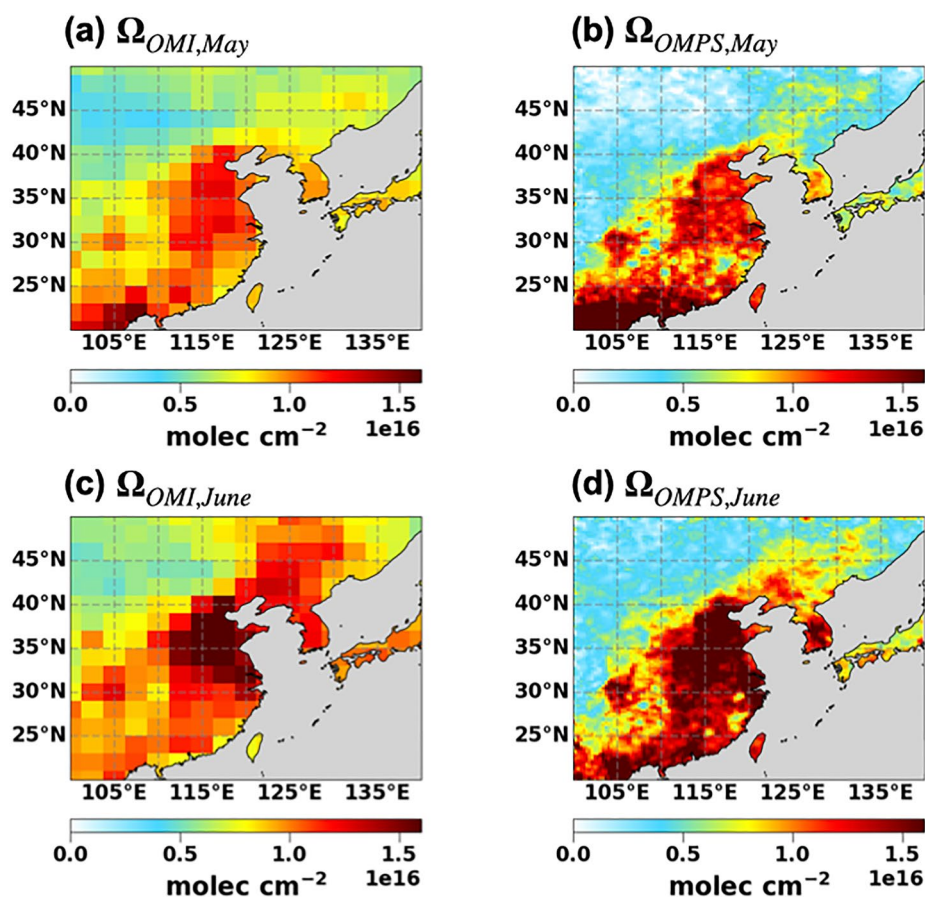 (a) Ω_OMI,May
(b) Ω_OMPS,May
45°N
40°N
35°N
30°N
25°N
105°E 115°E 125°E 135°E
45°N
40°N
35°N
30°N
25°N
105°E 115°E 125°E 135°E
0.0 0.5 1.0 1.5
1e16
molec cm⁻²
0.0 0.5 1.0 1.5
1e16
molec cm⁻²
(c) Ω_OMI,June
(d) Ω_OMPS,June
45°N
40°N
35°N
30°N
25°N
105°E 115°E 125°E 135°E
45°N
40°N
35°N
30°N
25°N
105°E 115°E 125°E 135°E
0.0 0.5 1.0 1.5
1e16
molec cm⁻²
0.0 0.5 1.0 1.5
1e16
molec cm⁻²